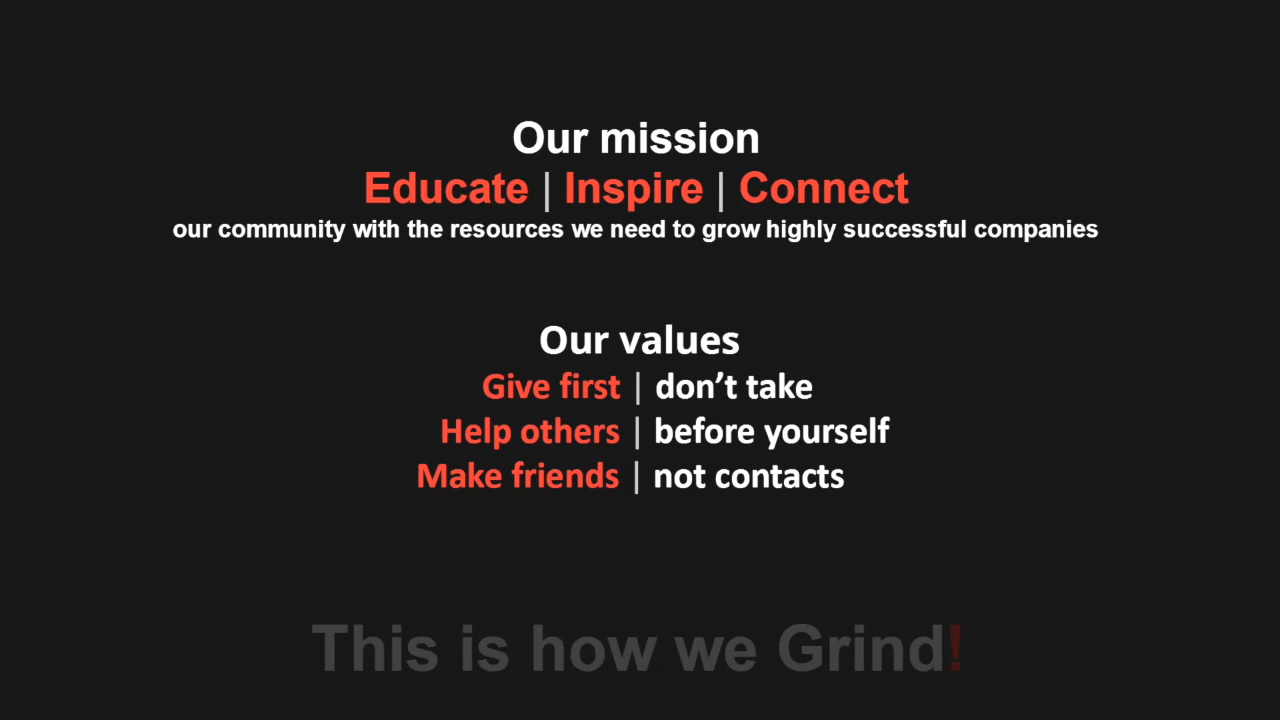 Our mission
Educate | Inspire | Connect
our community with the resources we need to grow highly successful companies
Our values
Give first | don’t take
Help others | before yourself
Make friends | not contacts
This is how we Grind!